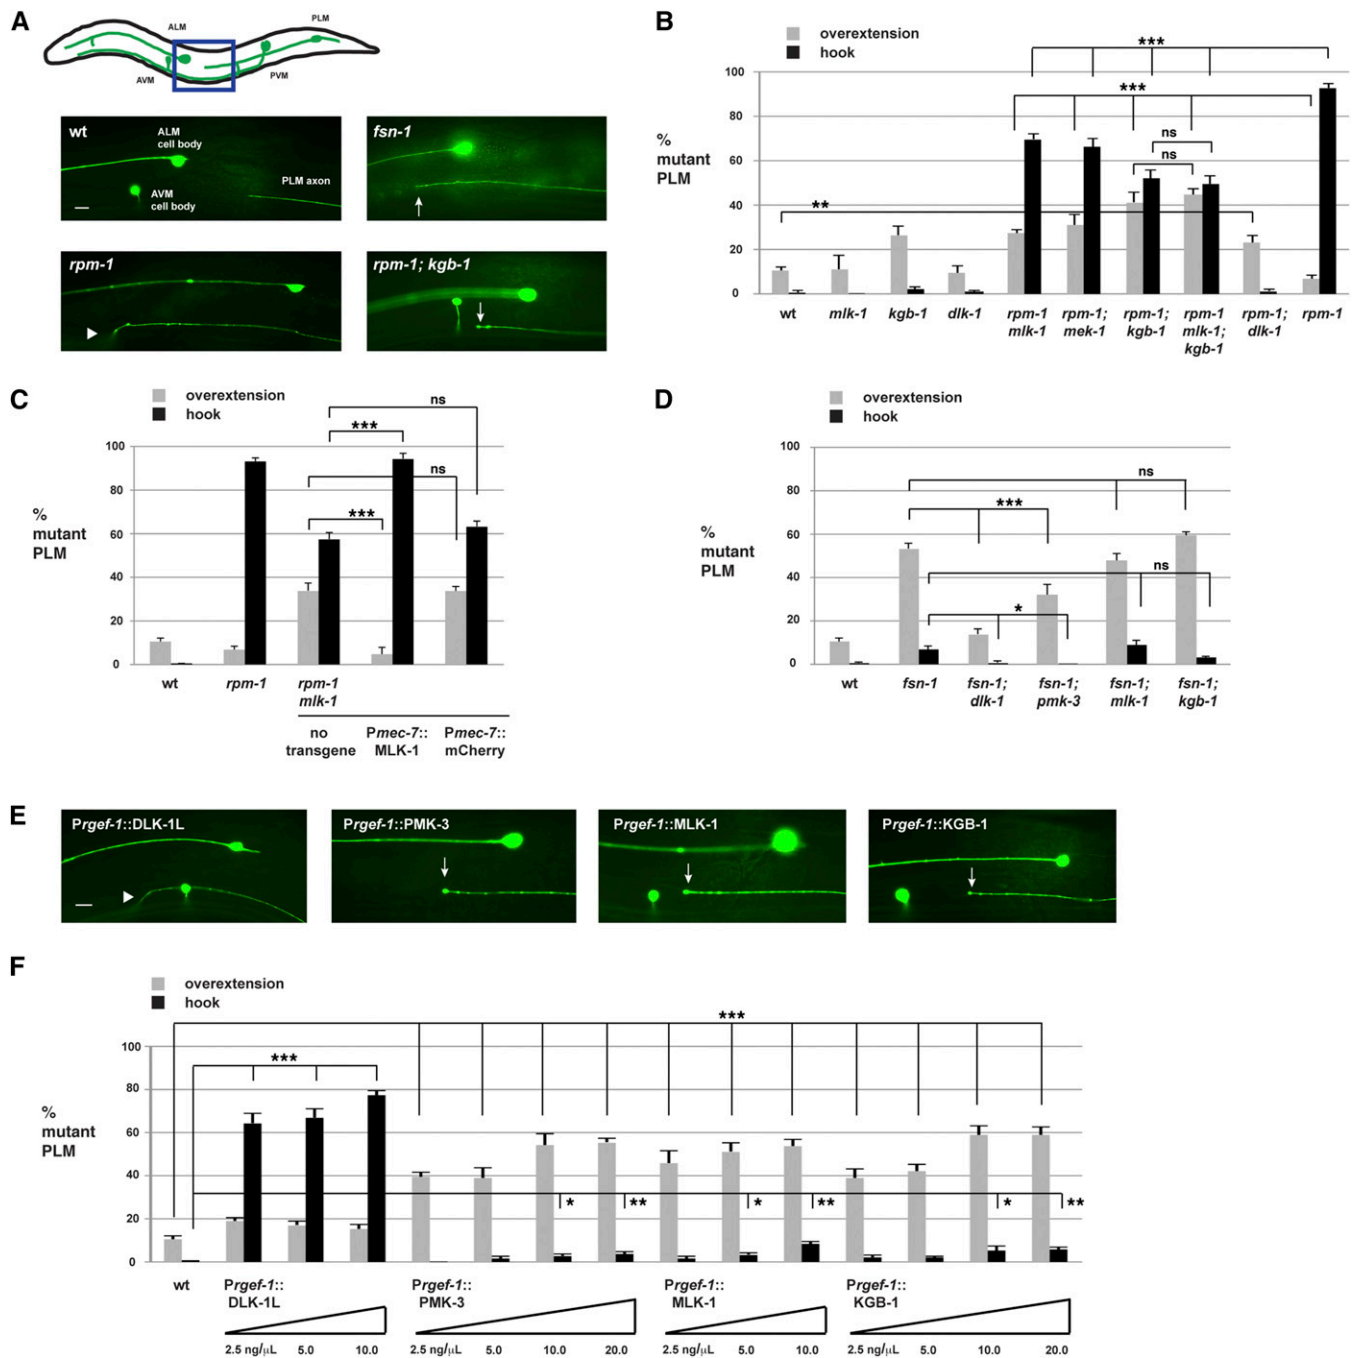 A
ALM
PLM
AVM
PVM
wt
ALM
cell body
AVM
cell body
PLM axon
fsn-1
rpm-1
rpm-1; kgb-1
B
overextension
hook
%
mutant
PLM
100
80
60
40
20
0
***
***
ns
ns
**
wt
mlk-1
kgb-1
dlk-1
rpm-1
mlk-1
rpm-1;
mek-1
rpm-1;
kgb-1
rpm-1
mlk-1;
kgb-1
rpm-1;
dlk-1
rpm-1
C
overextension
hook
%
mutant
PLM
100
80
60
40
20
0
ns
***
ns
***
wt
rpm-1
rpm-1
mlk-1
no
transgene
Pmec-7::
MLK-1
Pmec-7::
mCherry
D
overextension
hook
%
mutant
PLM
100
80
60
40
20
0
ns
***
ns
*
wt
fsn-1
fsn-1;
dlk-1
fsn-1;
pmk-3
fsn-1;
mlk-1
fsn-1;
kgb-1
E
Prgef-1::DLK-1L
Prgef-1::PMK-3
Prgef-1::MLK-1
Prgef-1::KGB-1
F
overextension
hook
%
mutant
PLM
100
80
60
40
20
0
***
***
*
**
*
**
*
**
wt
Prgef-1::
DLK-1L
Prgef-1::
PMK-3
Prgef-1::
MLK-1
Prgef-1::
KGB-1
2.5 ng/µL 5.0 10.0
2.5 ng/µL 5.0 10.0 20.0
2.5 ng/µL 5.0 10.0
2.5 ng/µL 5.0 10.0 20.0